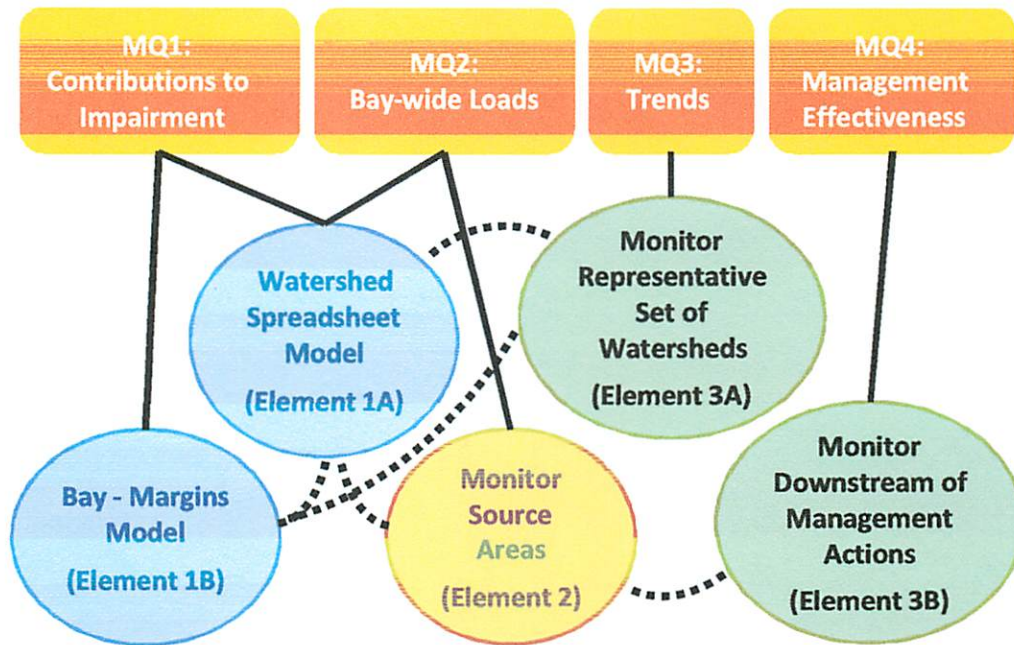 MQ1:
Contributions to
Impairment
MQ2:
Bay-wide Loads
MQ3:
Trends
MQ4:
Management
Effectiveness
Watershed
Spreadsheet
Model
(Element 1A)
Monitor
Representative
Set of
Watersheds
(Element 3A)
Bay - Margins
Model
(Element 1B)
Monitor
Source
Areas
(Element 2)
Monitor
Downstream of
Management
Actions
(Element 3B)